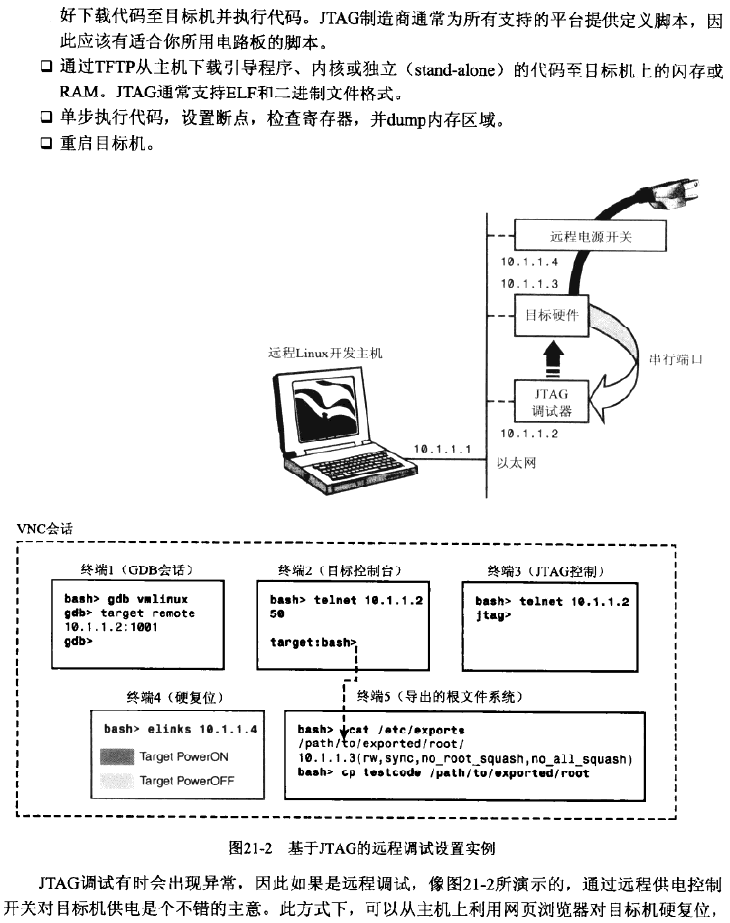 好下载代码至目标机并执行代码。JTAG制造商通常为所有支持的平台提供定义脚本，因
此应该有适合你所用电路板的脚本。
❑ 通过TFTP从主机下载引导程序、内核或独立（stand-alone）的代码至目标机上的闪存或
RAM。JTAG通常支持ELF和二进制文件格式。
❑ 单步执行代码，设置断点，检查寄存器，并dump内存区域。
❑ 重启目标机。
远程电源开关
10.1.1.4
10.1.1.3
目标硬件
远程Linux开发主机
串行端口
JTAG
调试器
10.1.1.2
10.1.1.1
以太网
VNC会话
终端1（GDB会话）
bash> gdb vmlinux
gdb> target remote
10.1.1.2:1001
gdb>
终端2（目标控制台）
bash> telnet 10.1.1.2
50
target:bash>
终端3（JTAG控制）
bash> telnet 10.1.1.2
jtag>
终端4（硬复位）
bash> elinks 10.1.1.4
Target PowerON
Target PowerOFF
终端5（导出的根文件系统）
bash> cat /etc/exports
/path/to/exported/root/
10.1.1.3(rw,sync,no_root_squash,no_all_squash)
bash> cp testcode /path/to/exported/root
图21-2 基于JTAG的远程调试设置实例
JTAG调试有时会出现异常，因此如果是远程调试，像图21-2所演示的，通过远程供电控制
开关对目标机供电是个不错的主意。此方式下，可以从主机上利用网页浏览器对目标机硬复位，